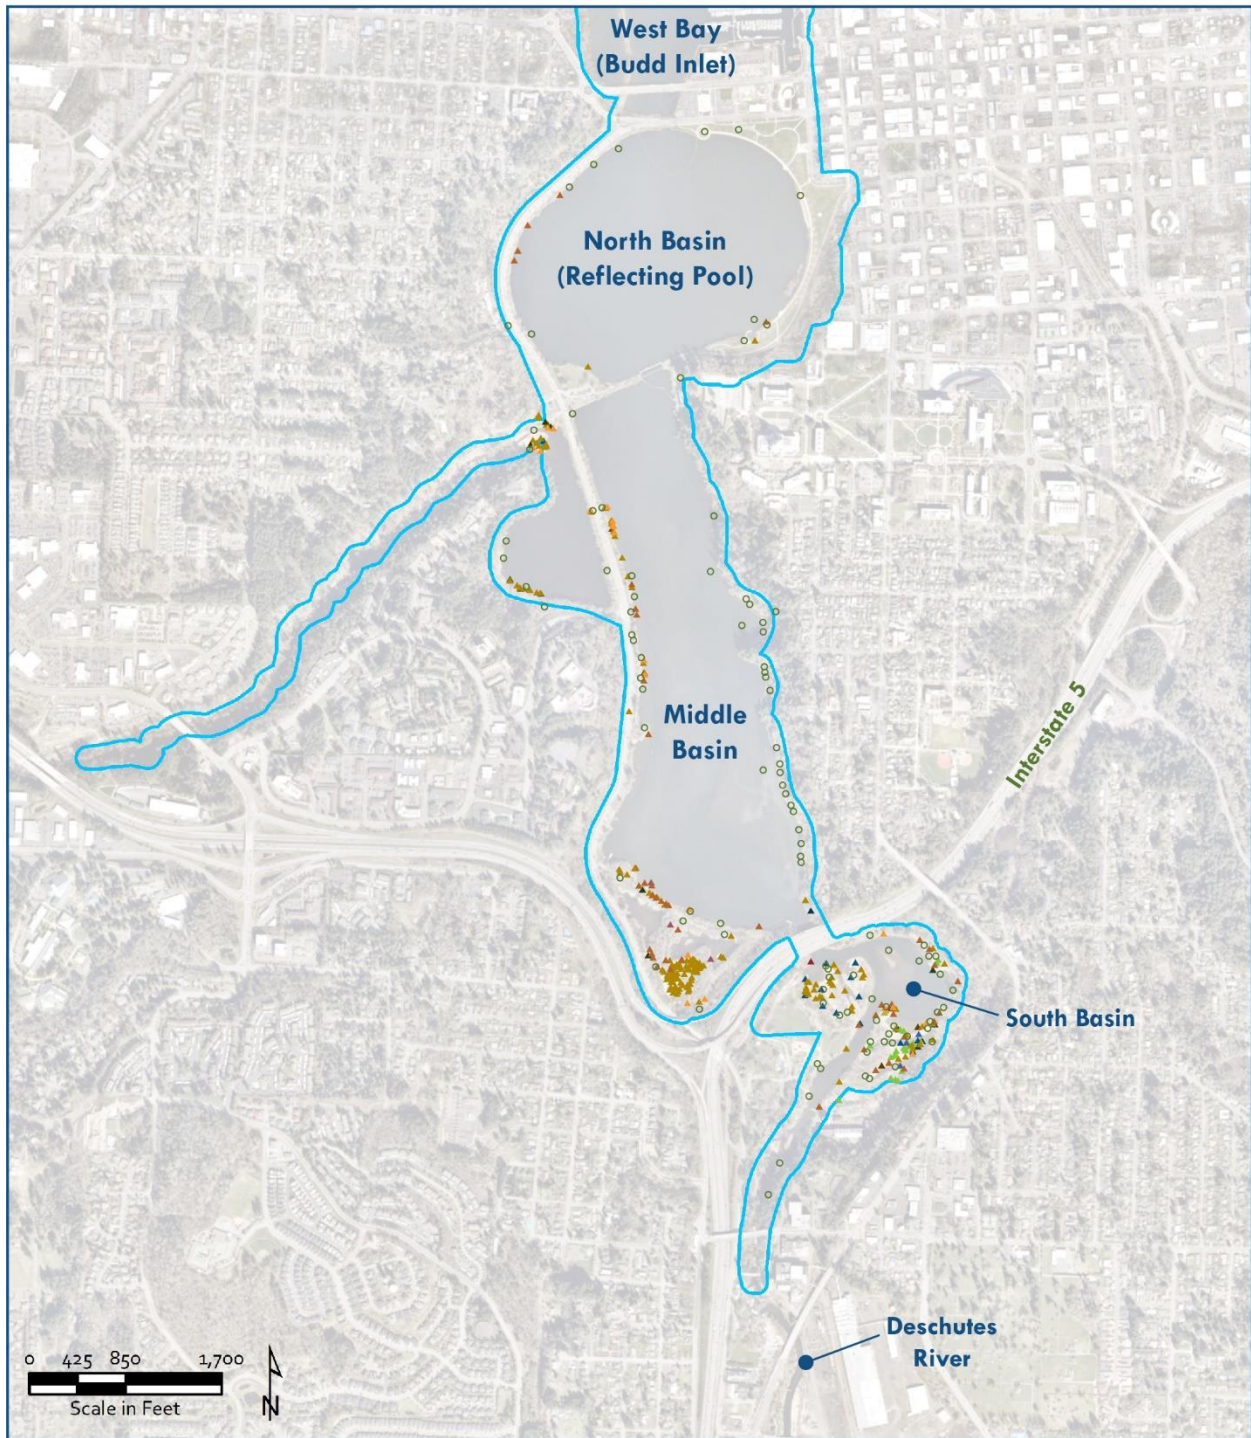 West Bay
(Budd Inlet)
North Basin
(Reflecting Pool)
Middle
Basin
Interstate 5
South Basin
Deschutes
River
0 425 850 1,700
Scale in Feet
N